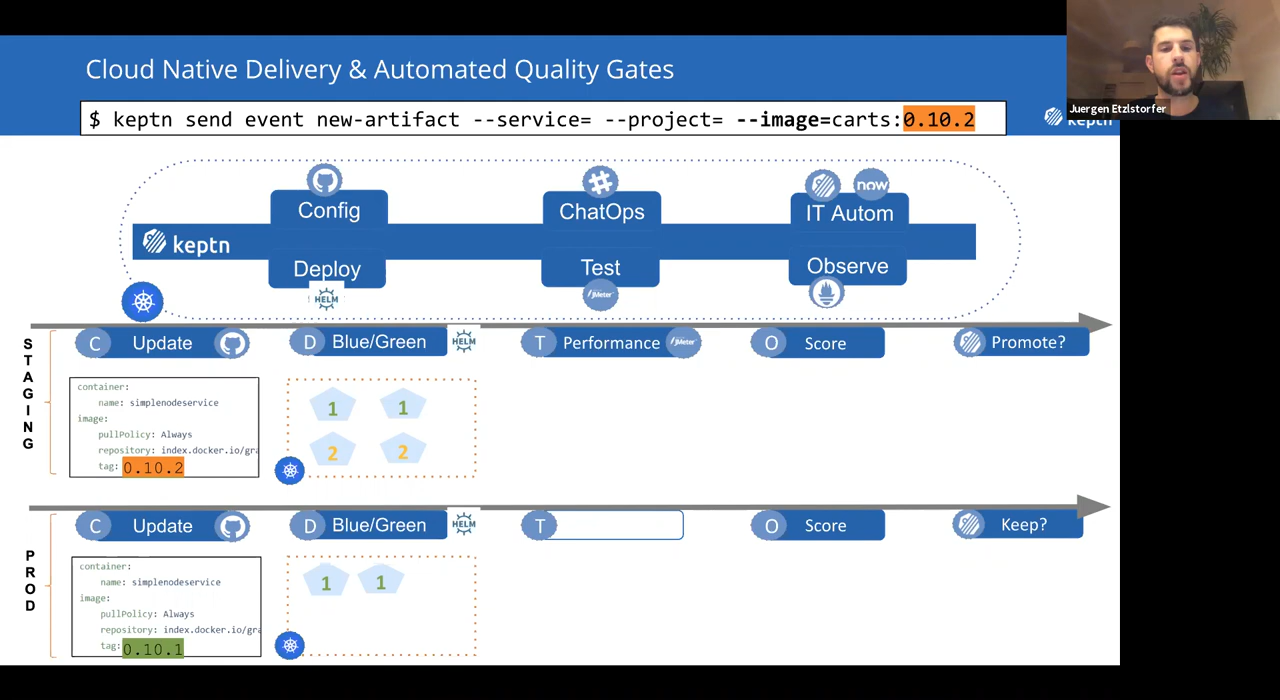 Cloud Native Delivery & Automated Quality Gates
Juergen Etzlstorfer
$ keptn send event new-artifact --service= --project= --image=carts:0.10.2
keptn
now
Config
ChatOps
IT Autom
keptn
Deploy
Test
Observe
HELM
JMeter
STAGING
C Update
D Blue/Green HELM
T Performance JMeter
O Score
Promote?
container:
name: simplenodeservice
image:
pullPolicy: Always
repository: index.docker.io/gra
tag: 0.10.2
1 1
2 2
PROD
C Update
D Blue/Green HELM
T
O Score
Keep?
container:
name: simplenodeservice
image:
pullPolicy: Always
repository: index.docker.io/gra
tag: 0.10.1
1 1